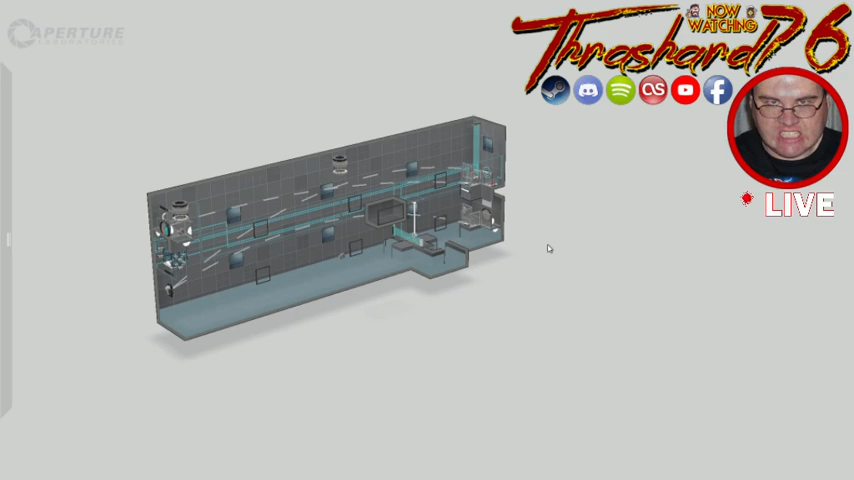 APERTURE
LABORATORIES
NOW
WATCHING
Thrashard76
LIVE